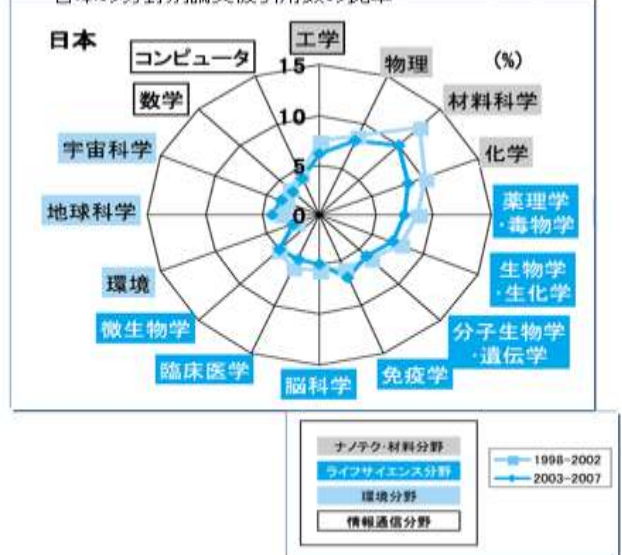 日本
(%)
工学
物理
材料科学
化学
薬理学
・毒物学
生物学
・生化学
分子生物学
・遺伝学
免疫学
脳科学
臨床医学
微生物学
環境
地球科学
宇宙科学
数学
コンピュータ
15
10
5
0
ナノテク・材料分野
ライフサイエンス分野
環境分野
情報通信分野
1998-2002
2003-2007